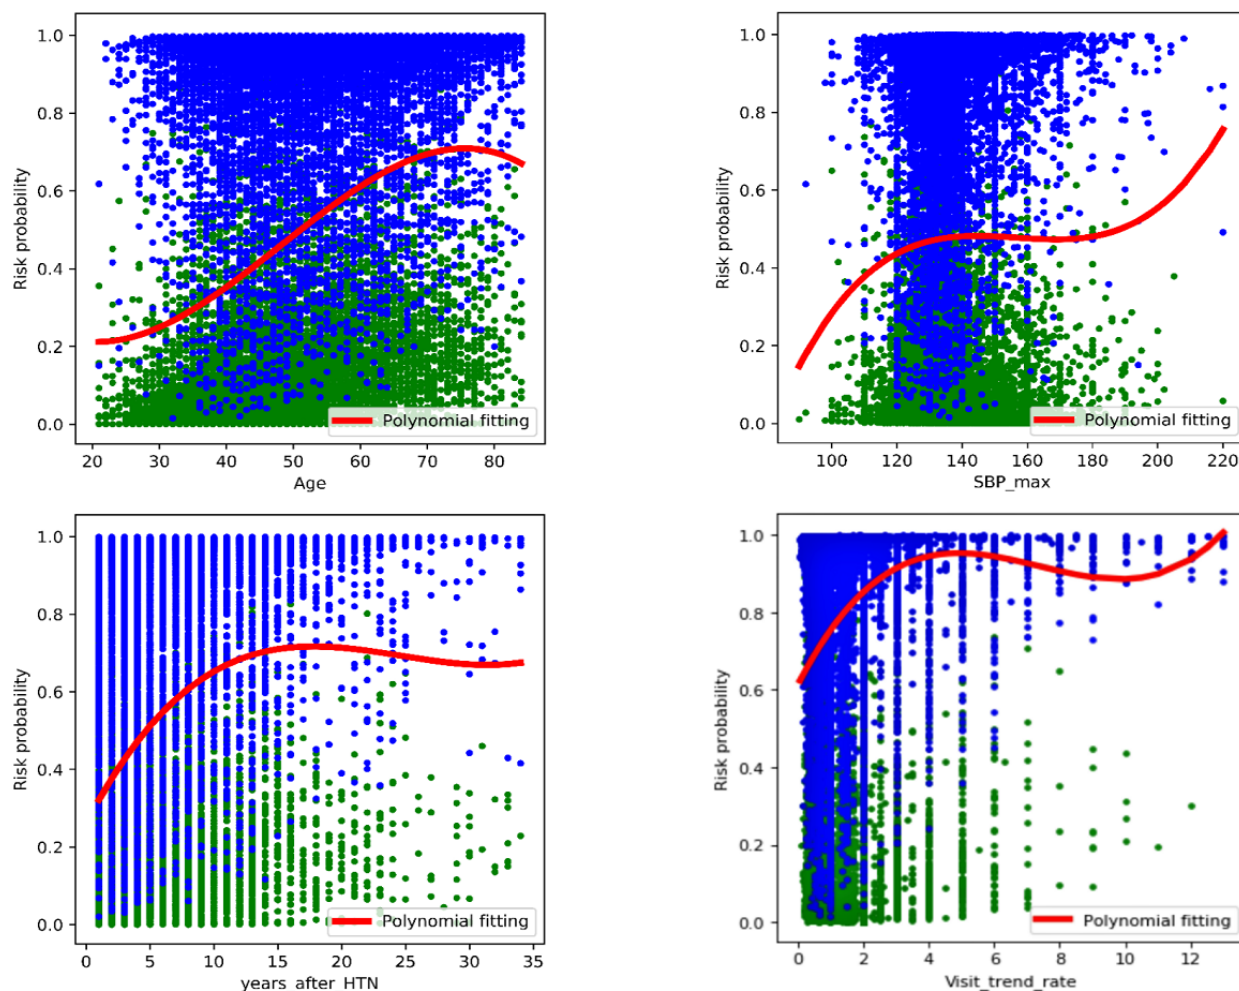 1.0
0.8
0.6
0.4
0.2
0.0
Risk probability
Polynomial fitting
20 30 40 50 60 70 80
Age
1.0
0.8
0.6
0.4
0.2
0.0
Risk probability
Polynomial fitting
100 120 140 160 180 200 220
SBP_max
1.0
0.8
0.6
0.4
0.2
0.0
Risk probability
Polynomial fitting
0 5 10 15 20 25 30 35
years_after_HTN
1.0
0.8
0.6
0.4
0.2
0.0
Risk probability
Polynomial fitting
0 2 4 6 8 10 12
Visit_trend_rate